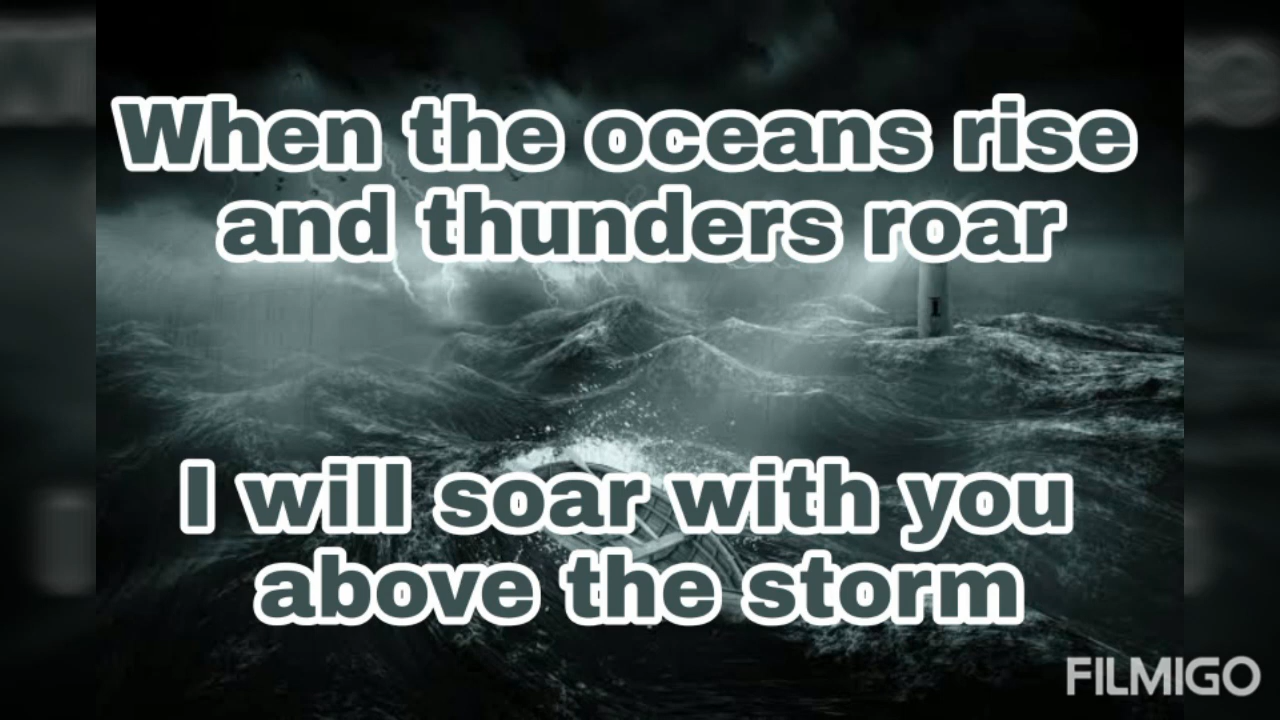 When the oceans rise
and thunders roar
I will soar with you
above the storm
FILMIGO